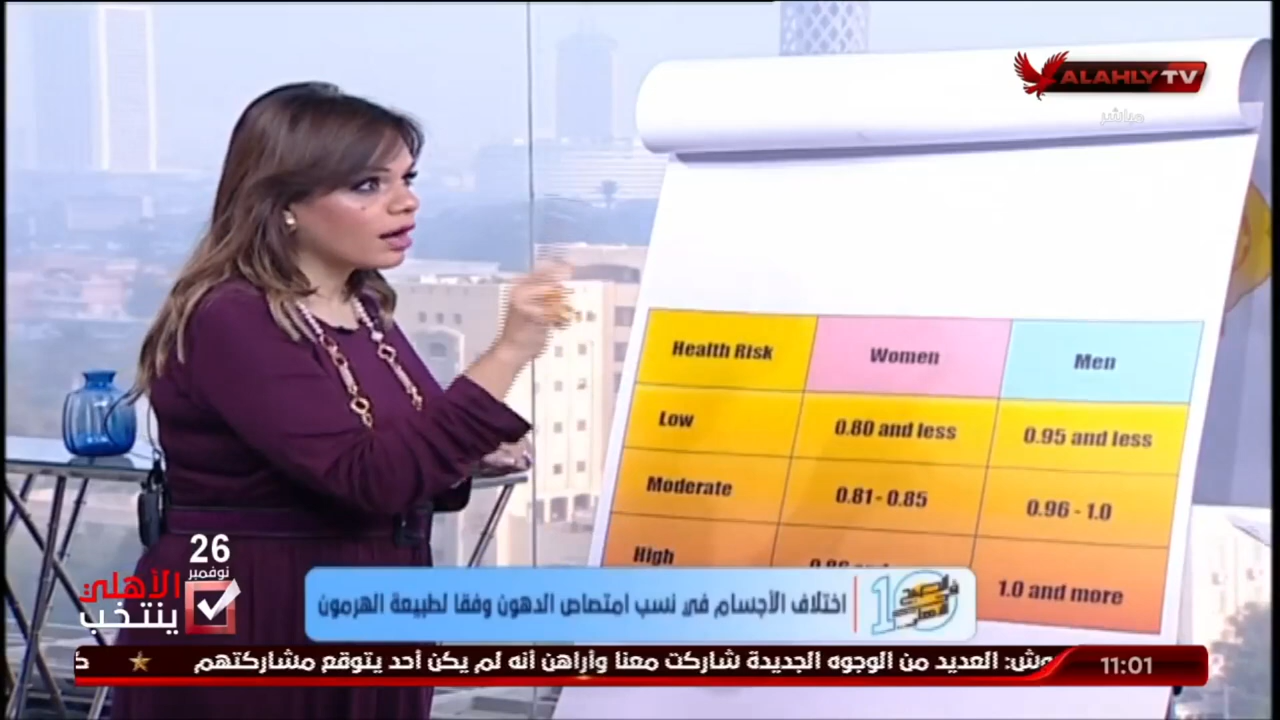 ALAHLY TV
مباشر
Health Risk Women Men
Low 0.80 and less 0.95 and less
Moderate 0.81 - 0.85 0.96 - 1.0
High 1.0 and more
26
نوفمبر
الأهلي
ينتخب
اختلاف الأجسام في نسب امتصاص الدهون وفقا لطبيعة الهرمون
10
وش: العديد من الوجوه الجديدة شاركت معنا وأراهن أنه لم يكن أحد يتوقع مشاركتهم
11:01